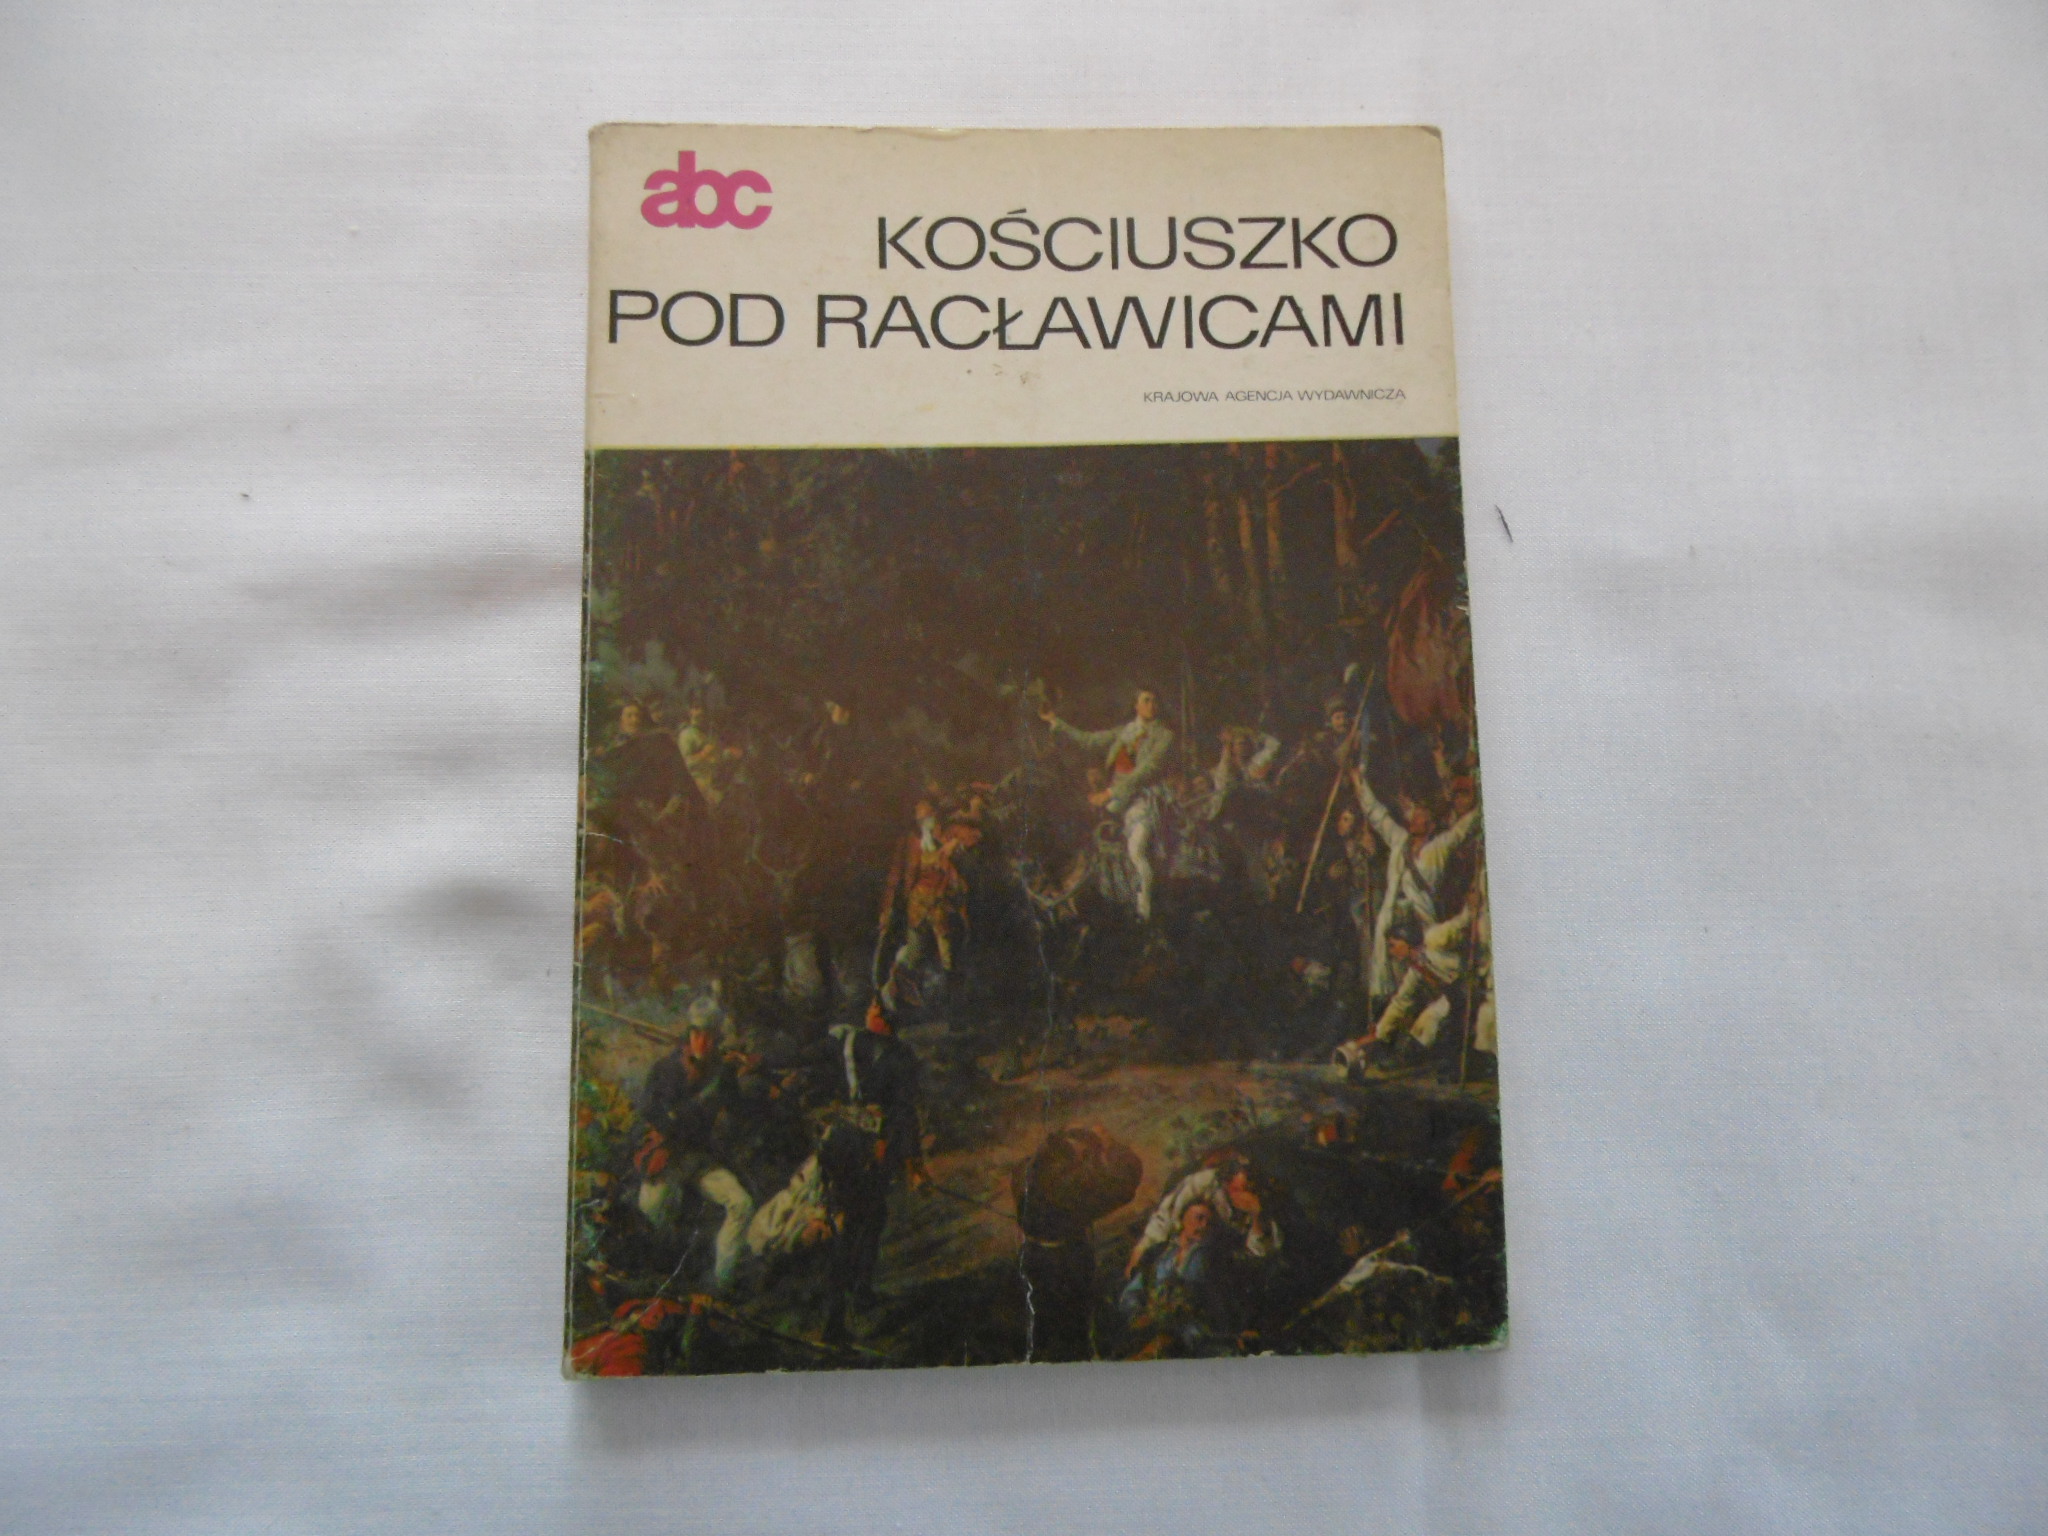 abc
KOŚCIUSZKO
POD RACŁAWICAMI
KRAJOWA AGENCJA WYDAWNICZA